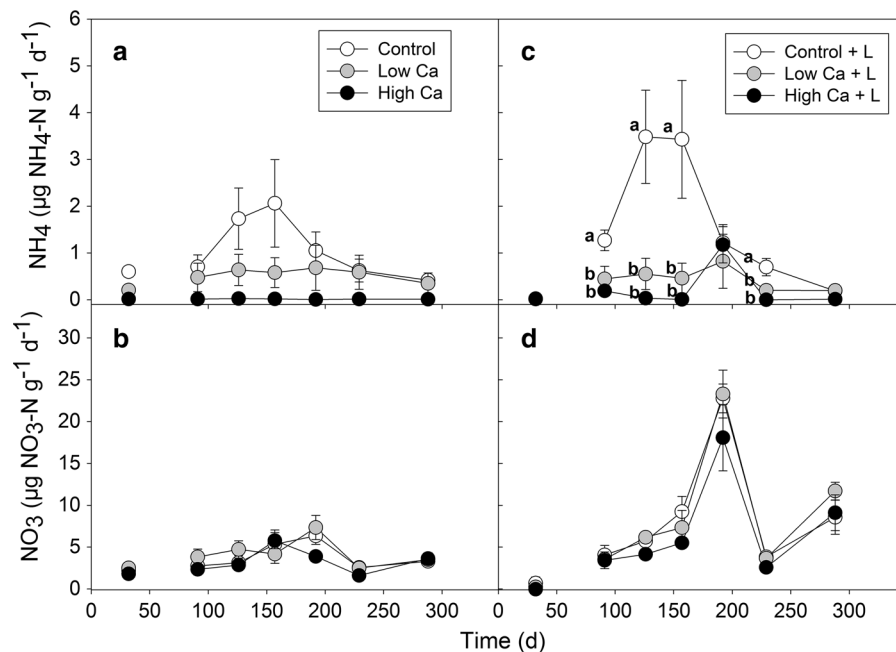 a
Control
Low Ca
High Ca
6
5
4
3
2
1
0
NH4 (µg NH4-N g-1 d-1)
c
Control + L
Low Ca + L
High Ca + L
a
a
a
a
b
b
b
b
b
b
b
b
b
30
25
20
15
10
5
0
NO3 (µg NO3-N g-1 d-1)
d
0
50
100
150
200
250
300
0
50
100
150
200
250
300
Time (d)